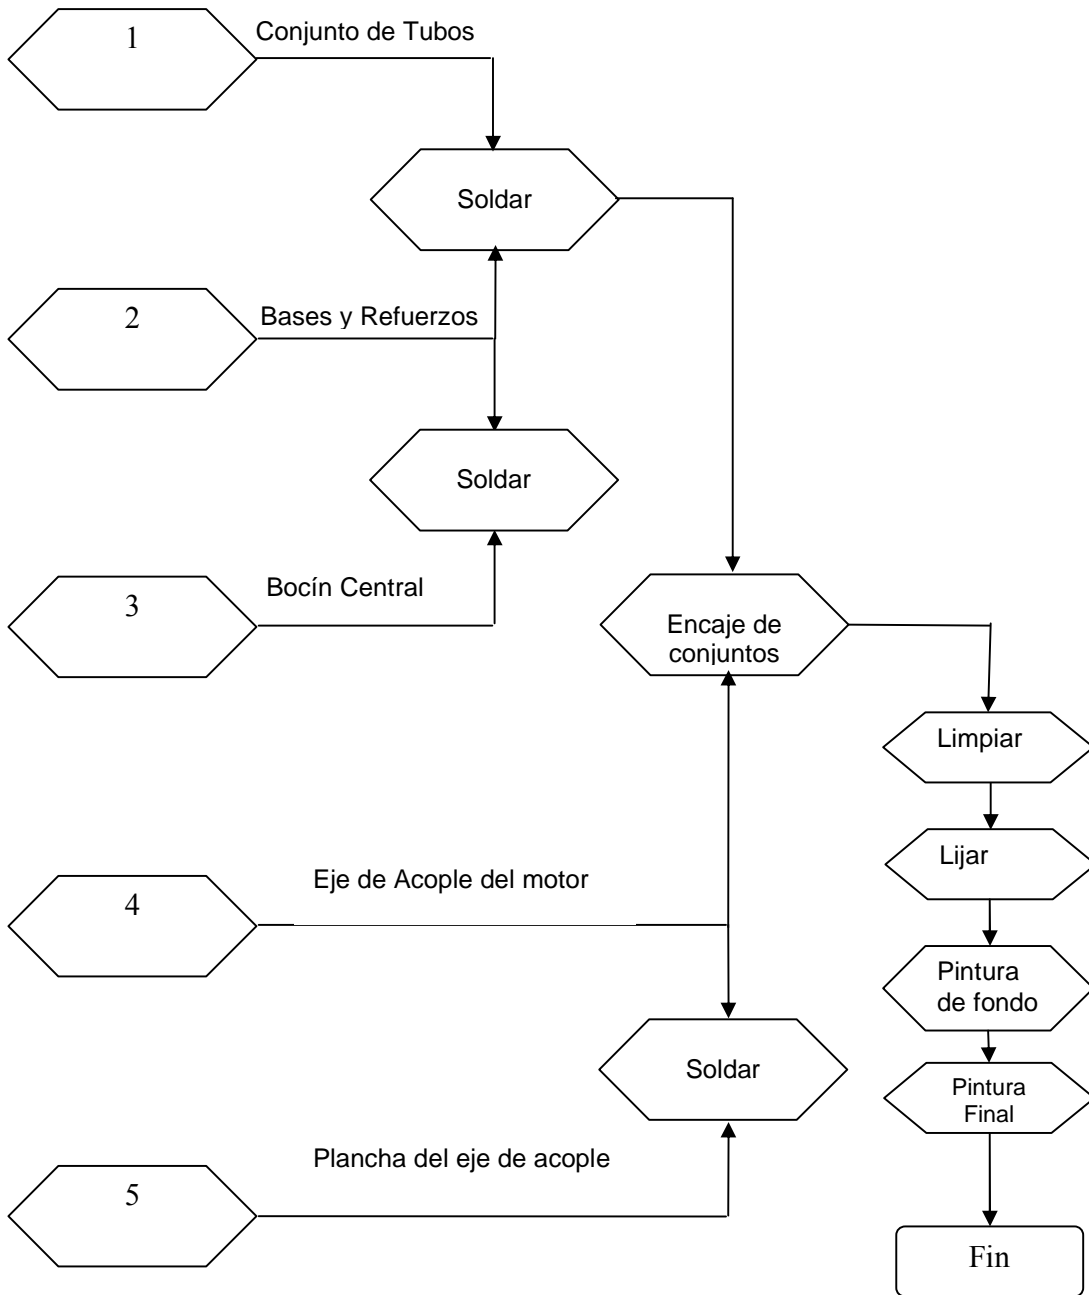 1
Conjunto de Tubos
Soldar
2
Bases y Refuerzos
Soldar
3
Bocín Central
Encaje de
conjuntos
Limpiar
Lijar
4
Eje de Acople del motor
Pintura
de fondo
Soldar
Pintura
Final
5
Plancha del eje de acople
Fin